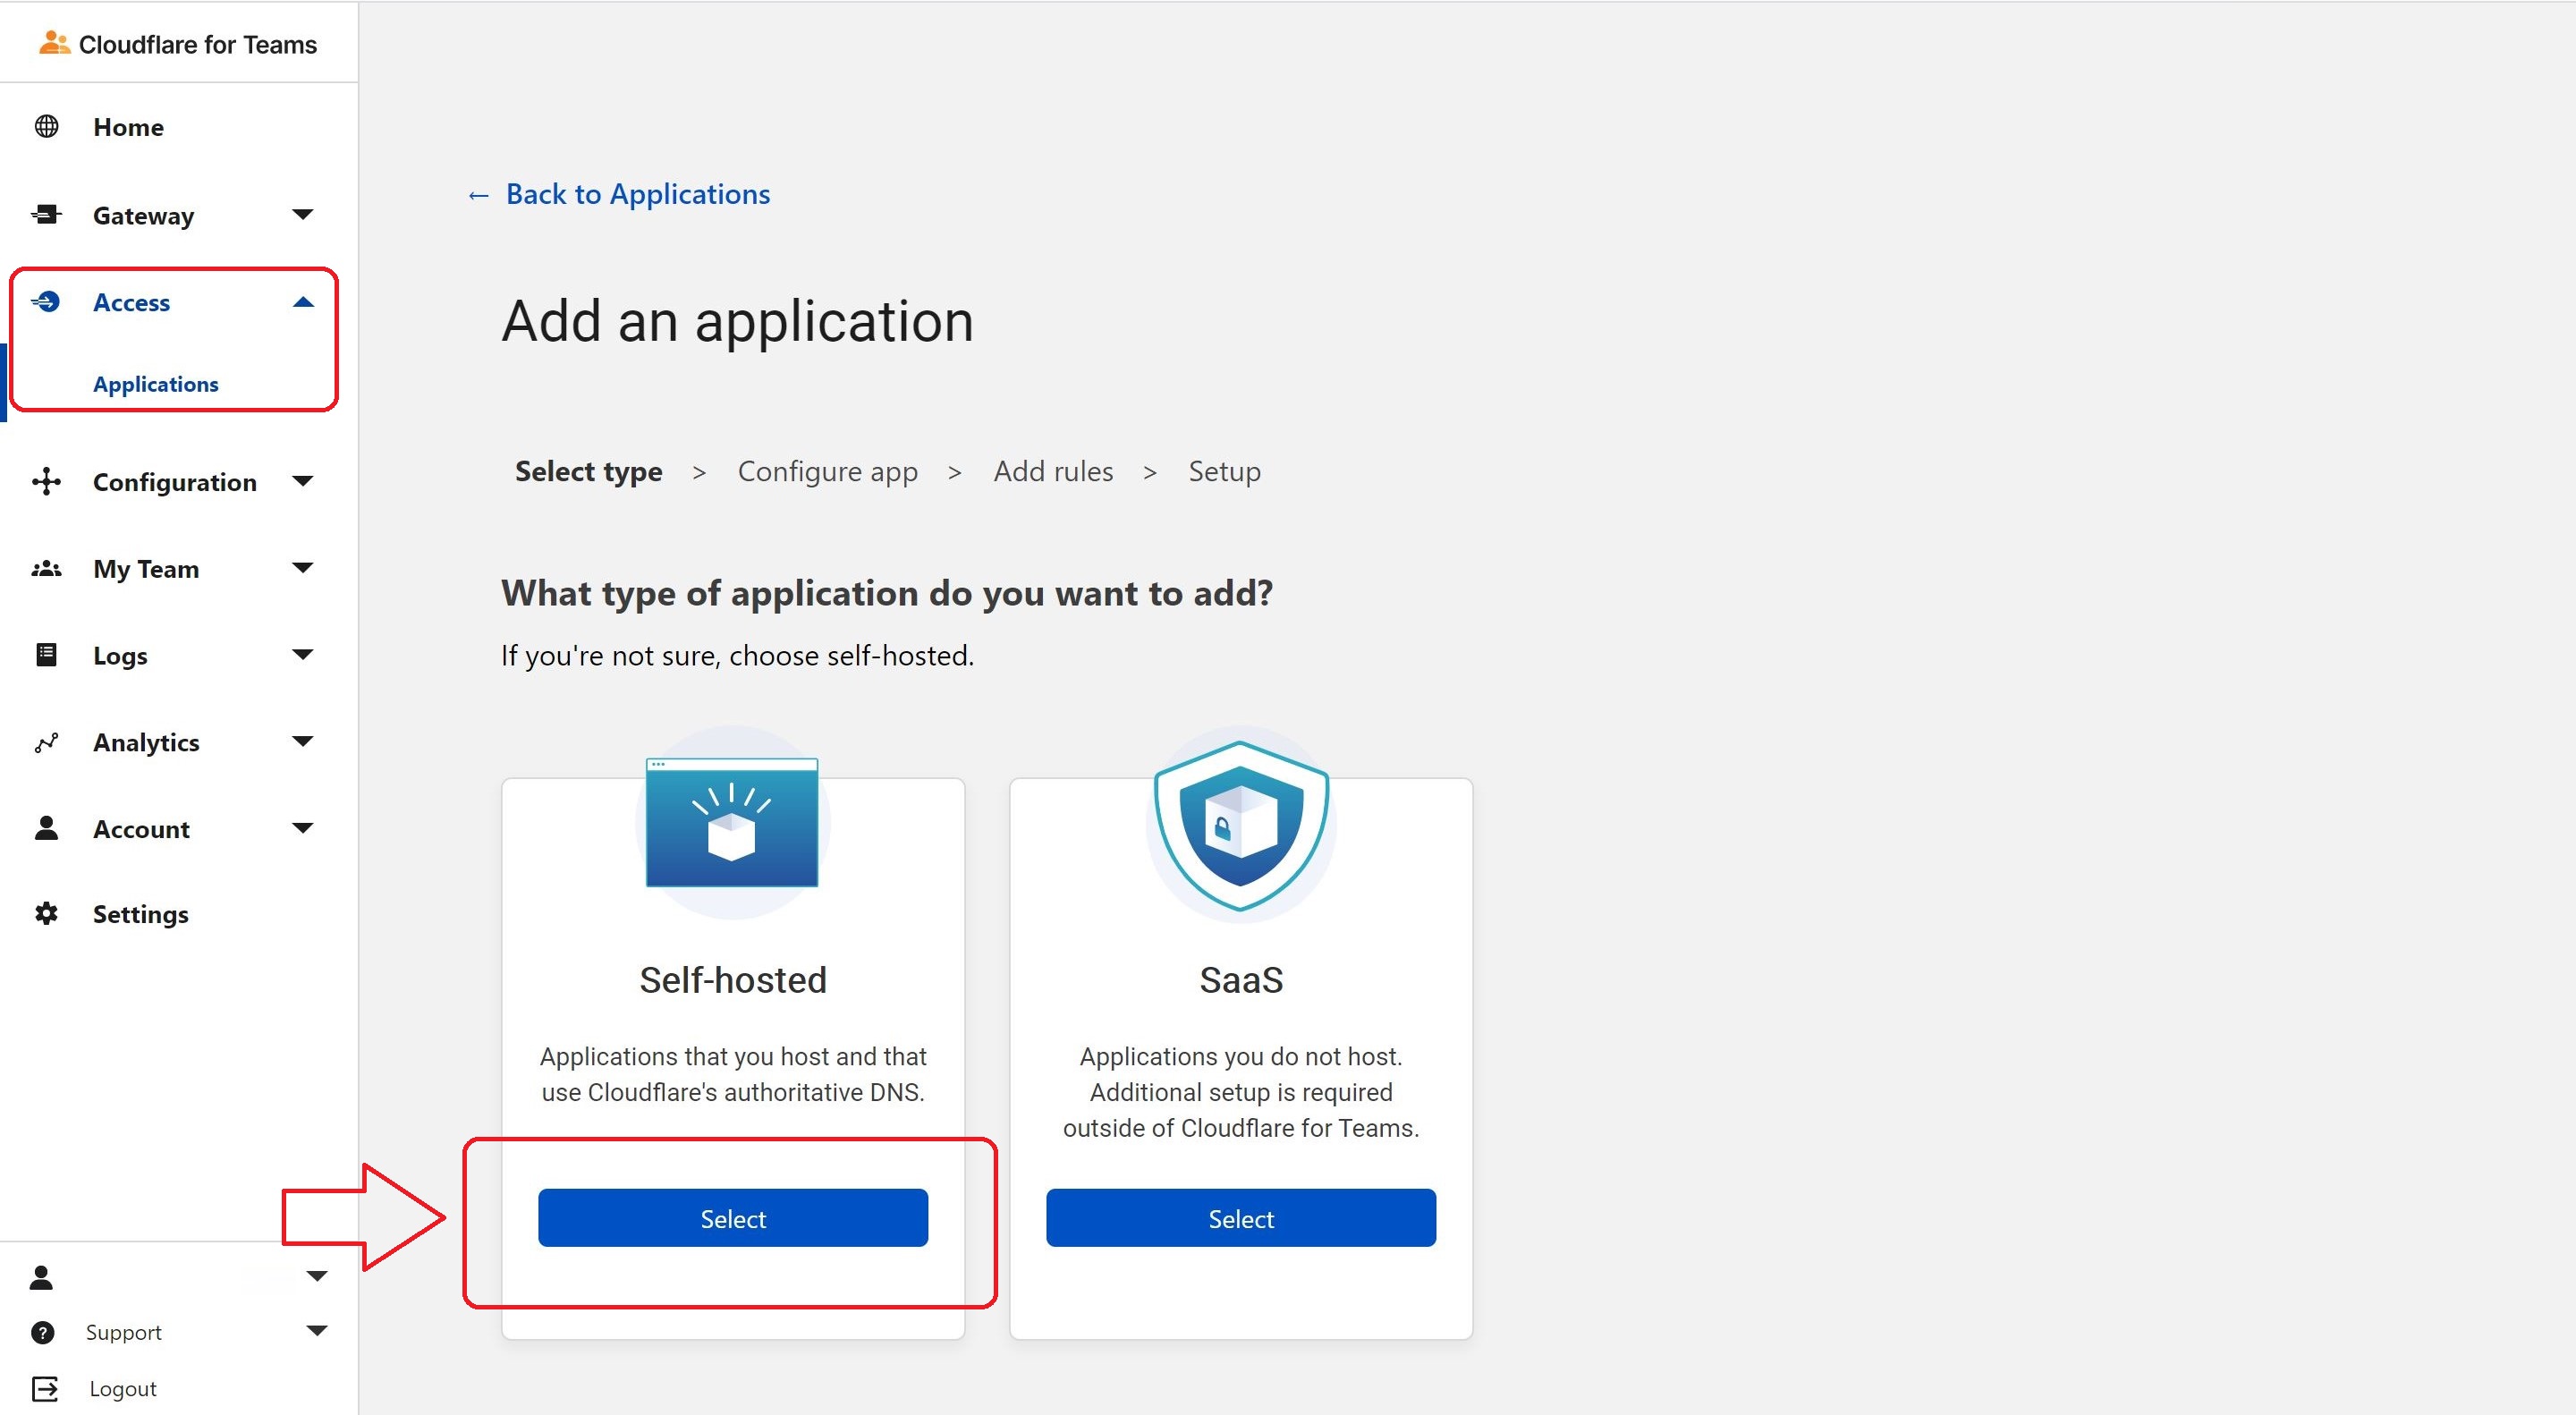 Cloudflare for Teams
Home
Gateway
Access
Applications
Configuration
My Team
Logs
Analytics
Account
Settings
Support
Logout
← Back to Applications
Add an application
Select type > Configure app > Add rules > Setup
What type of application do you want to add?
If you're not sure, choose self-hosted.
Self-hosted
Applications that you host and that
use Cloudflare's authoritative DNS.
Select
SaaS
Applications you do not host.
Additional setup is required
outside of Cloudflare for Teams.
Select